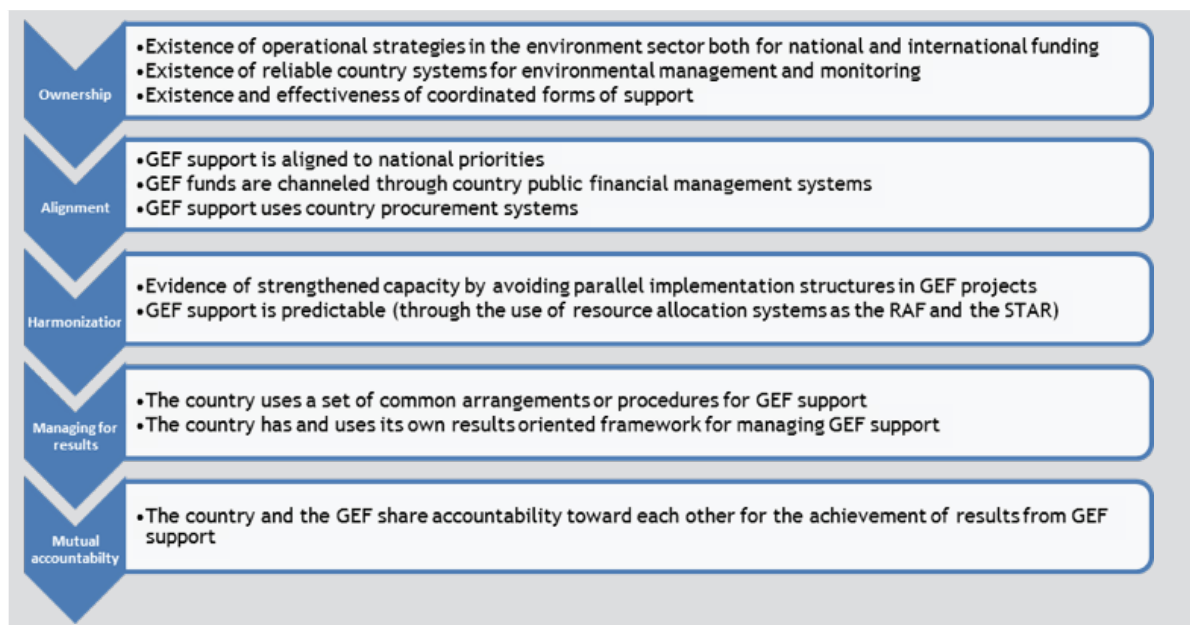 Ownership
•Existence of operational strategies in the environment sector both for national and international funding
•Existence of reliable country systems for environmental management and monitoring
•Existence and effectiveness of coordinated forms of support
Alignment
•GEF support is aligned to national priorities
•GEF funds are channeled through country public financial management systems
•GEF support uses country procurement systems
Harmonization
•Evidence of strengthened capacity by avoiding parallel implementation structures in GEF projects
•GEF support is predictable (through the use of resource allocation systems as the RAF and the STAR)
Managing for
results
•The country uses a set of common arrangements or procedures for GEF support
•The country has and uses its own results oriented framework for managing GEF support
Mutual
accountabilty
•The country and the GEF share accountability toward each other for the achievement of results from GEF
support